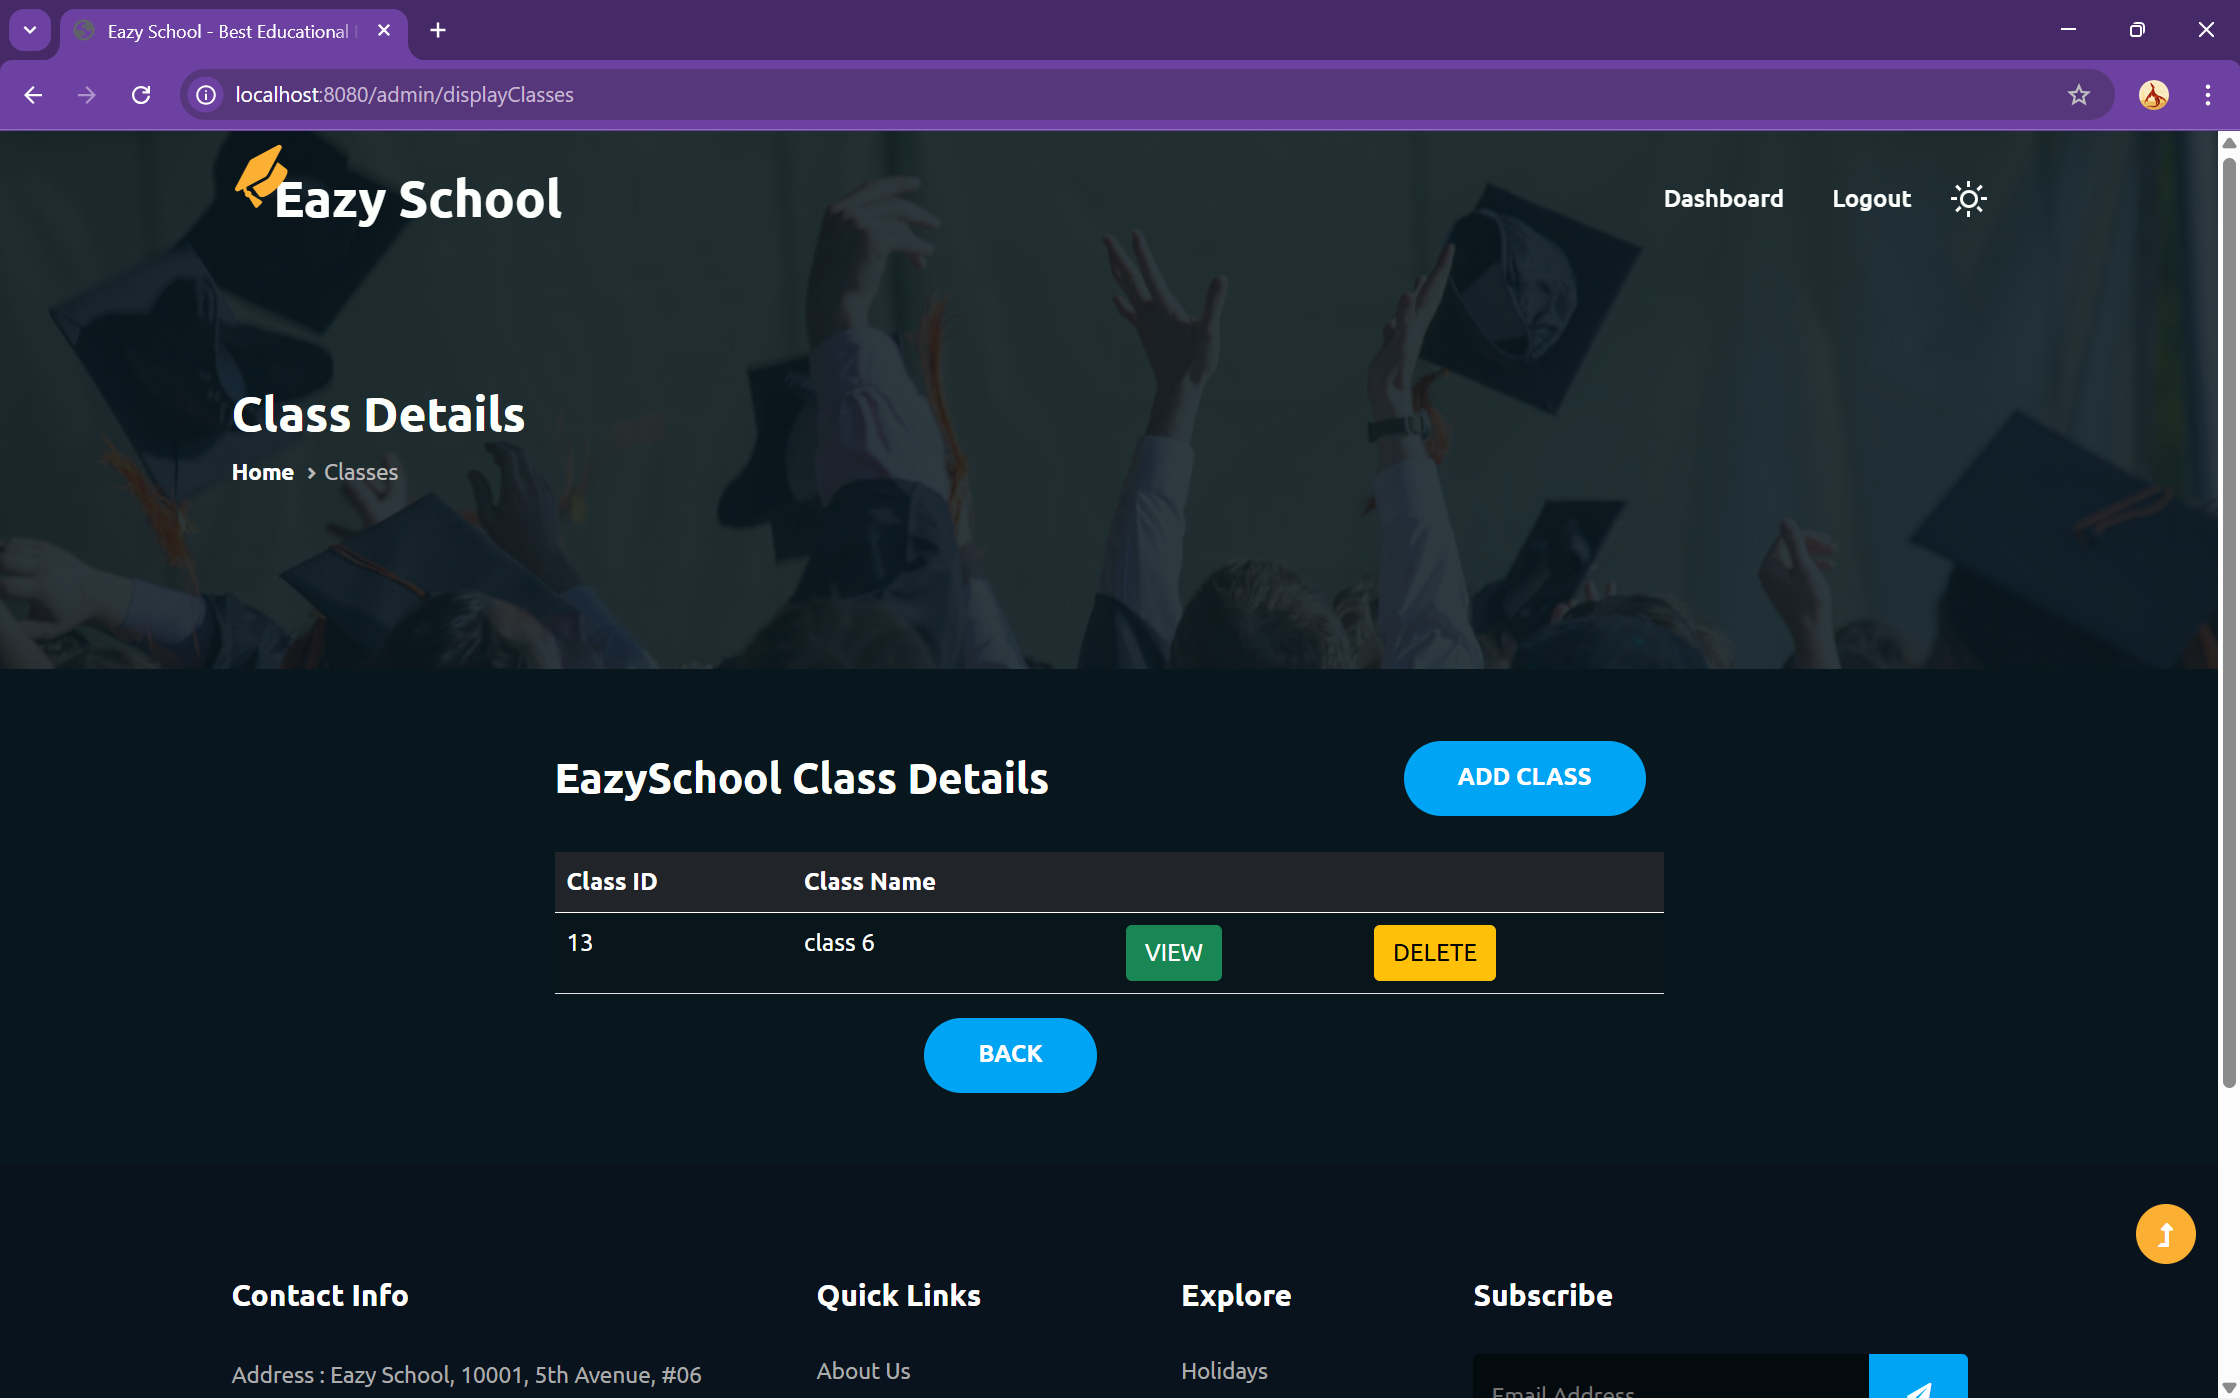 Eazy School - Best Educational
localhost:8080/admin/displayClasses
Eazy School
Dashboard
Logout
Class Details
Home > Classes
EazySchool Class Details
ADD CLASS
Class ID Class Name
13 class 6 VIEW DELETE
BACK
Contact Info
Quick Links
Explore
Subscribe
Address : Eazy School, 10001, 5th Avenue, #06
About Us
Holidays
Email Address